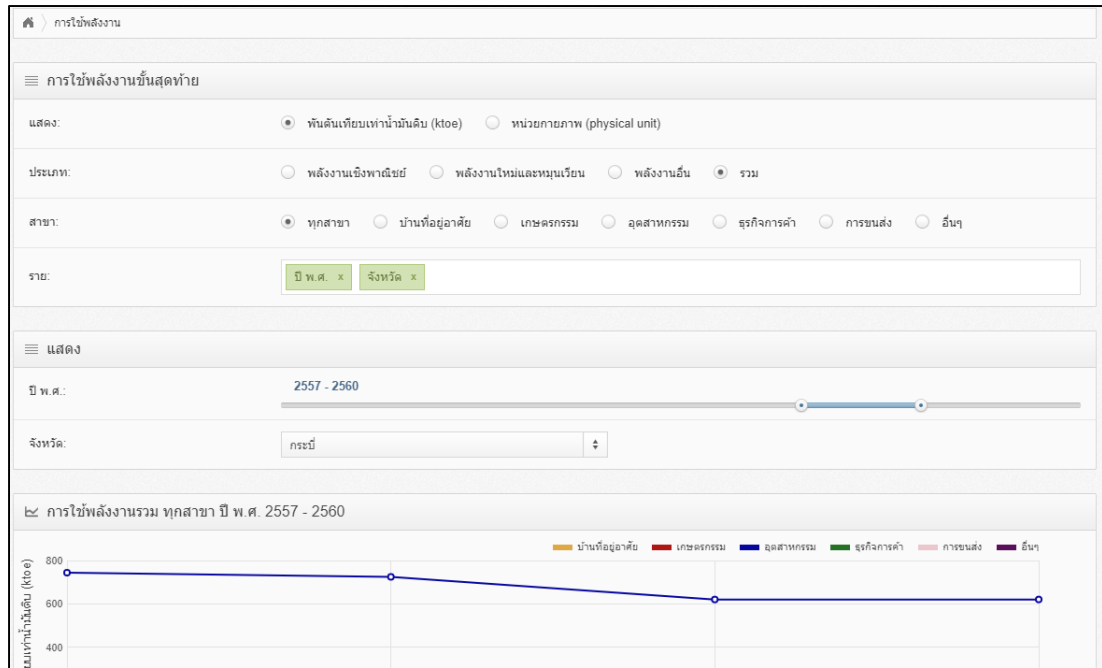 การใช้พลังงาน
การใช้พลังงานขั้นสุดท้าย
แสดง: พันตันเทียบเท่าน้ำมันดิบ (ktoe) หน่วยกายภาพ (physical unit)
ประเภท: พลังงานเชิงพาณิชย์ พลังงานใหม่และหมุนเวียน พลังงานอื่น รวม
สาขา: ทุกสาขา บ้านที่อยู่อาศัย เกษตรกรรม อุตสาหกรรม ธุรกิจการค้า การขนส่ง อื่นๆ
ราย: ปี พ.ศ. x จังหวัด x
แสดง
ปี พ.ศ.: 2557 - 2560
จังหวัด: กระบี่
การใช้พลังงานรวม ทุกสาขา ปี พ.ศ. 2557 - 2560
บ้านที่อยู่อาศัย เกษตรกรรม อุตสาหกรรม ธุรกิจการค้า การขนส่ง อื่นๆ
800
600
400
ยบเท่าน้ำมันดิบ (ktoe)